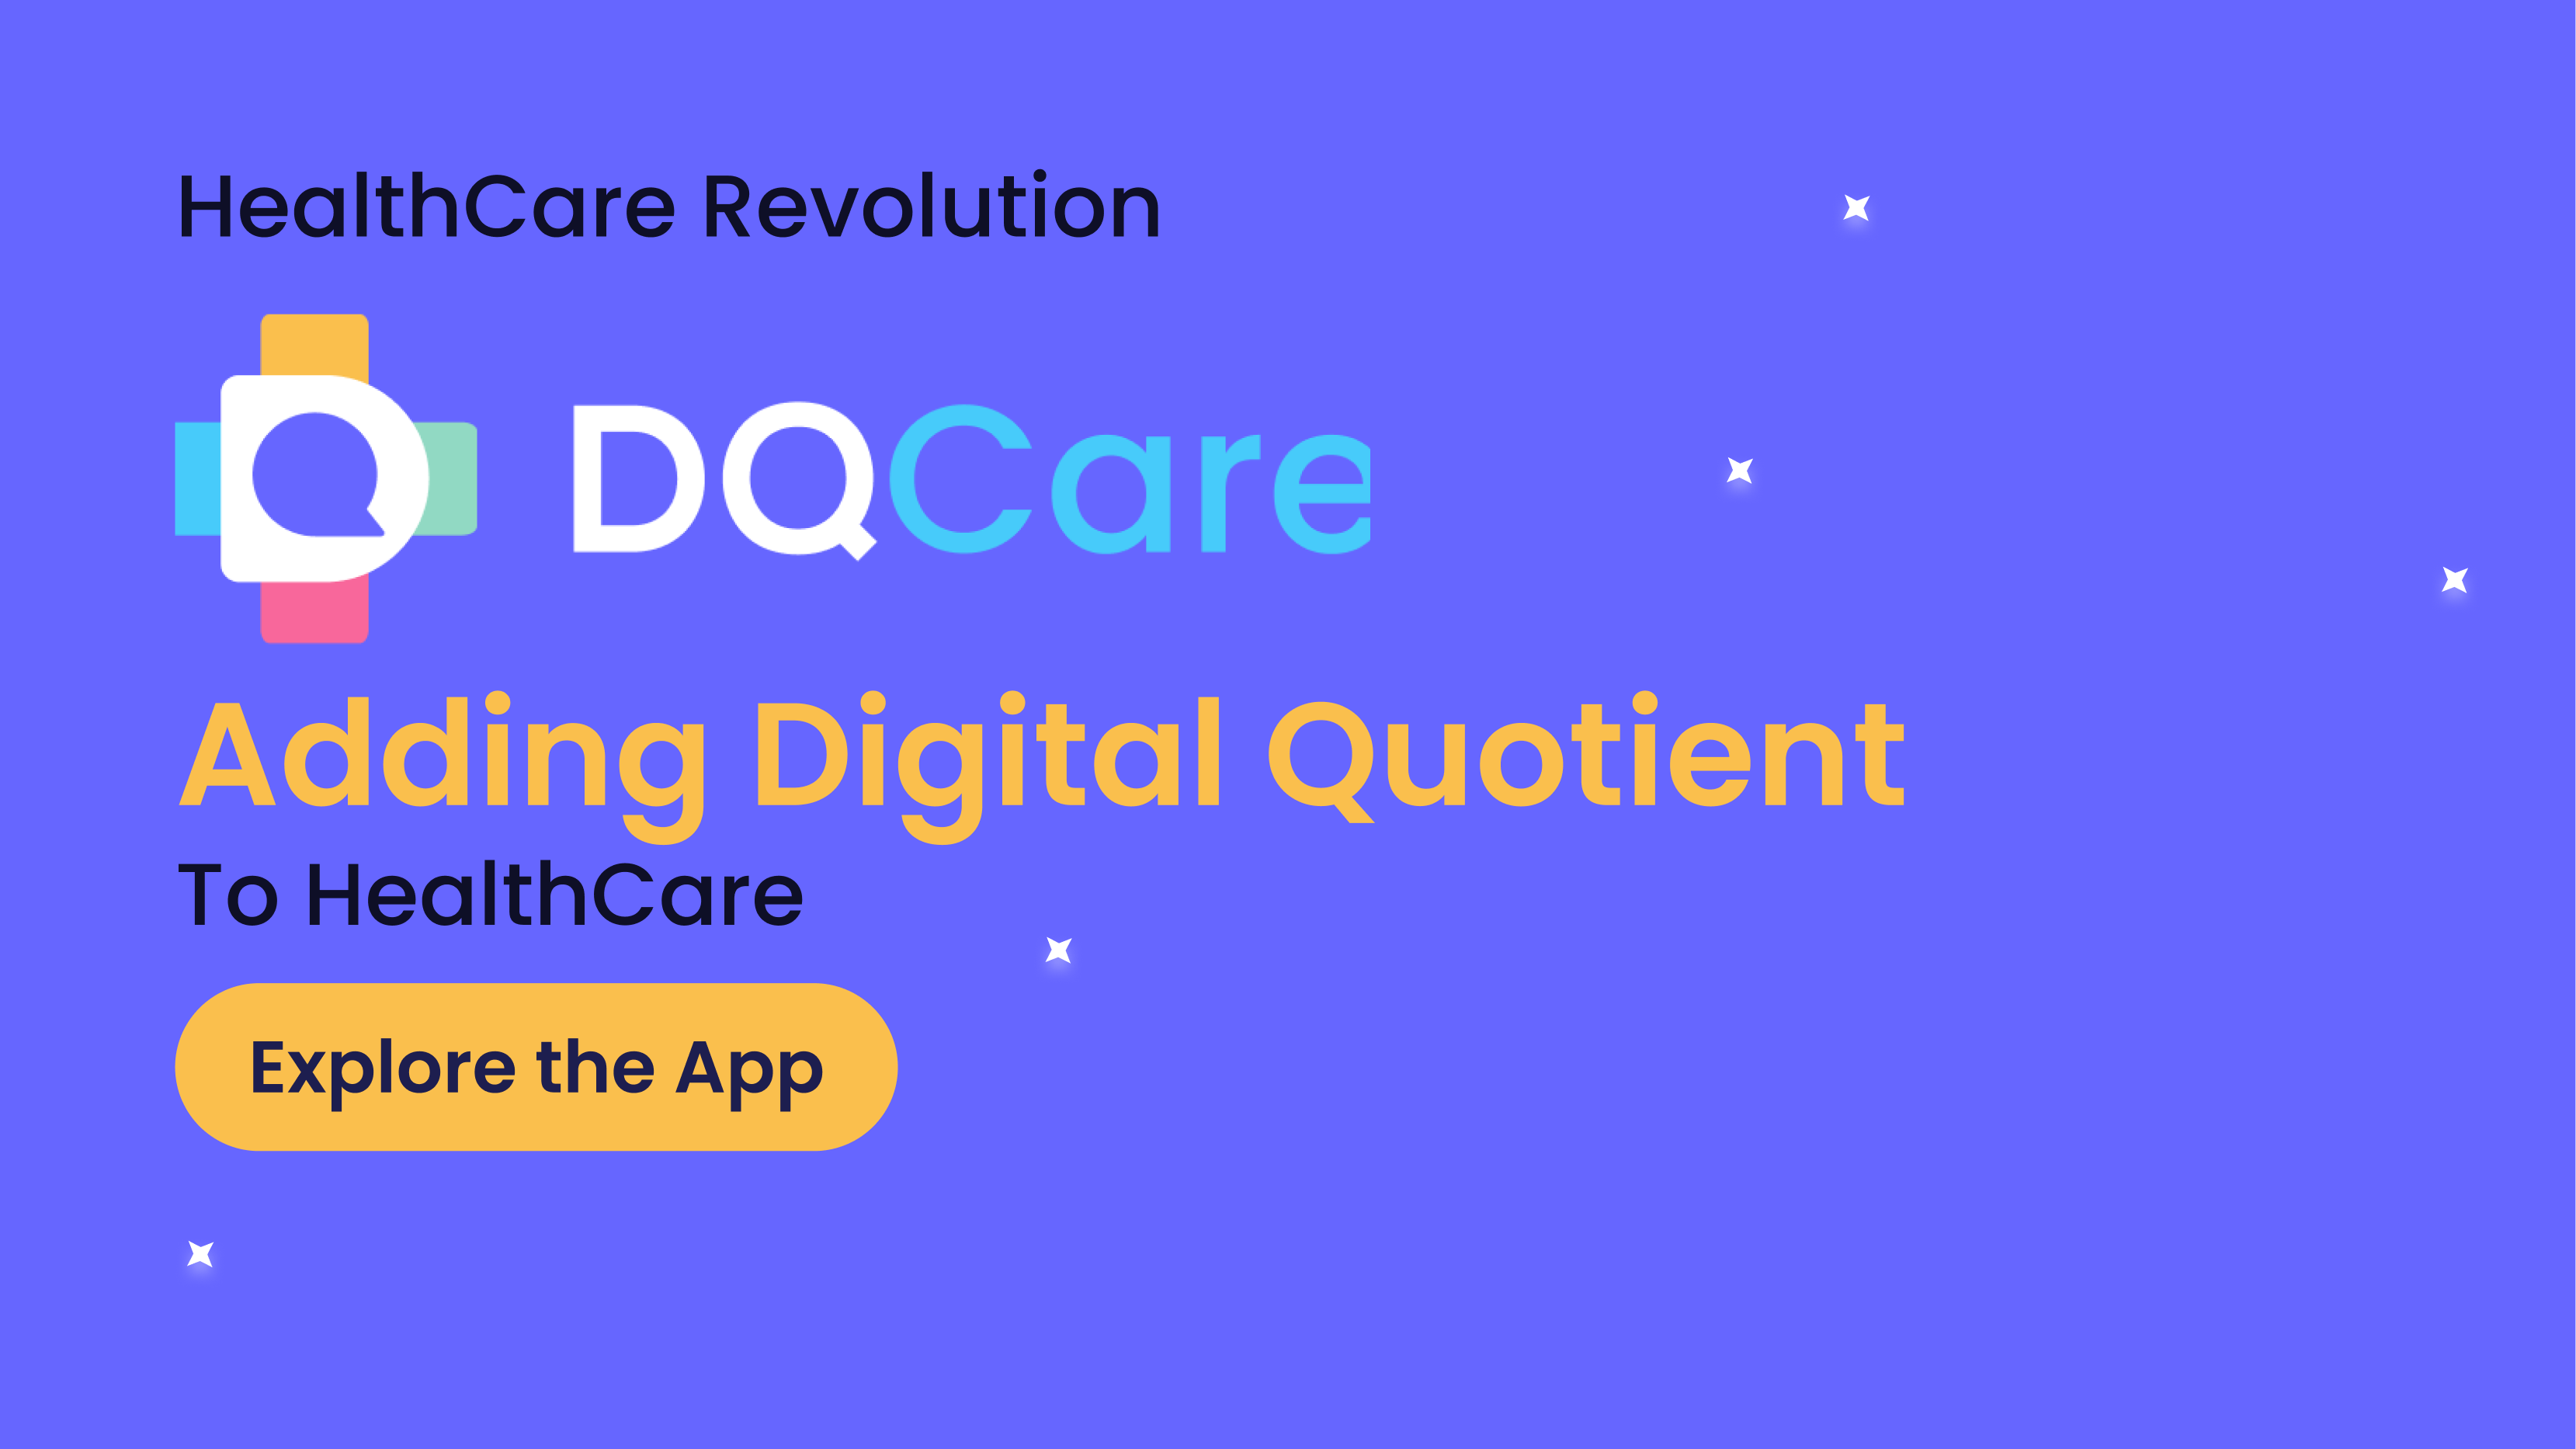 HealthCare Revolution
DQCare
Adding Digital Quotient
To HealthCare
Explore the App